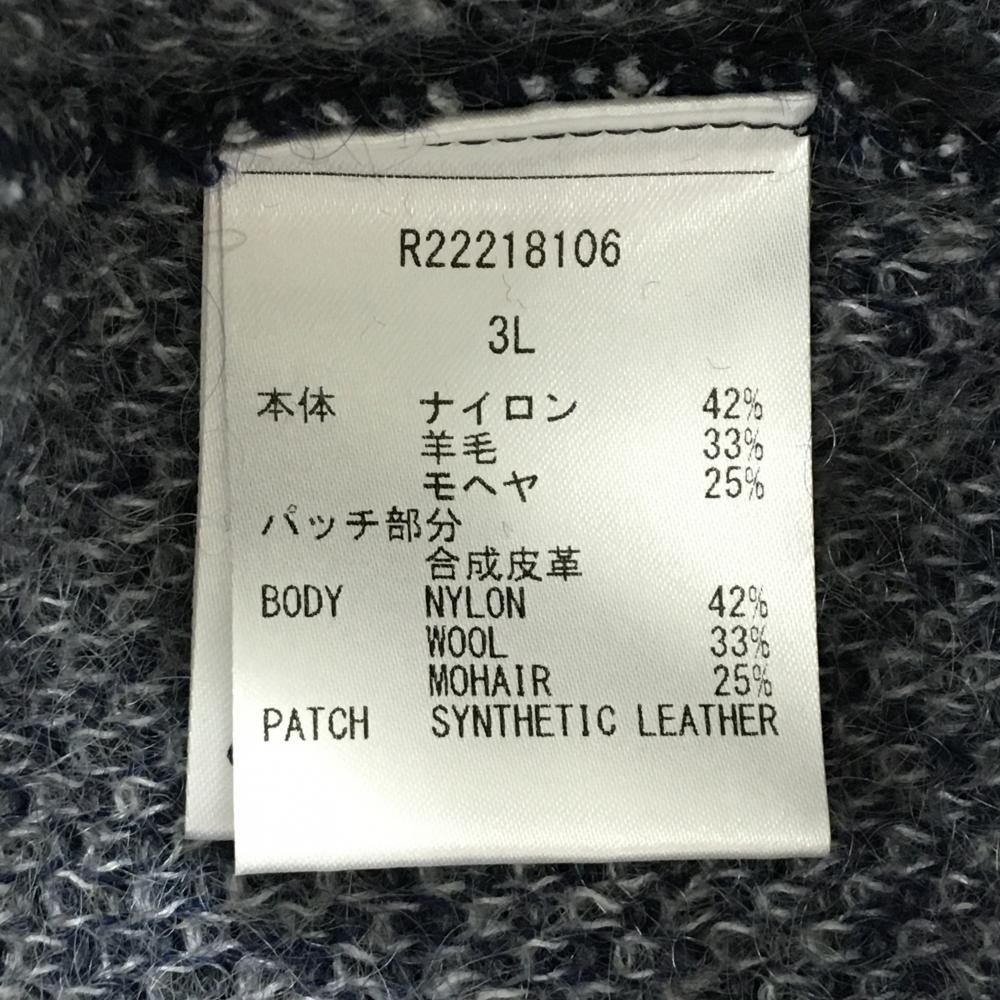 R22218106
3L
本体 ナイロン 42%
羊毛 33%
モヘヤ 25%
パッチ部分
合成皮革
BODY NYLON 42%
WOOL 33%
MOHAIR 25%
PATCH SYNTHETIC LEATHER